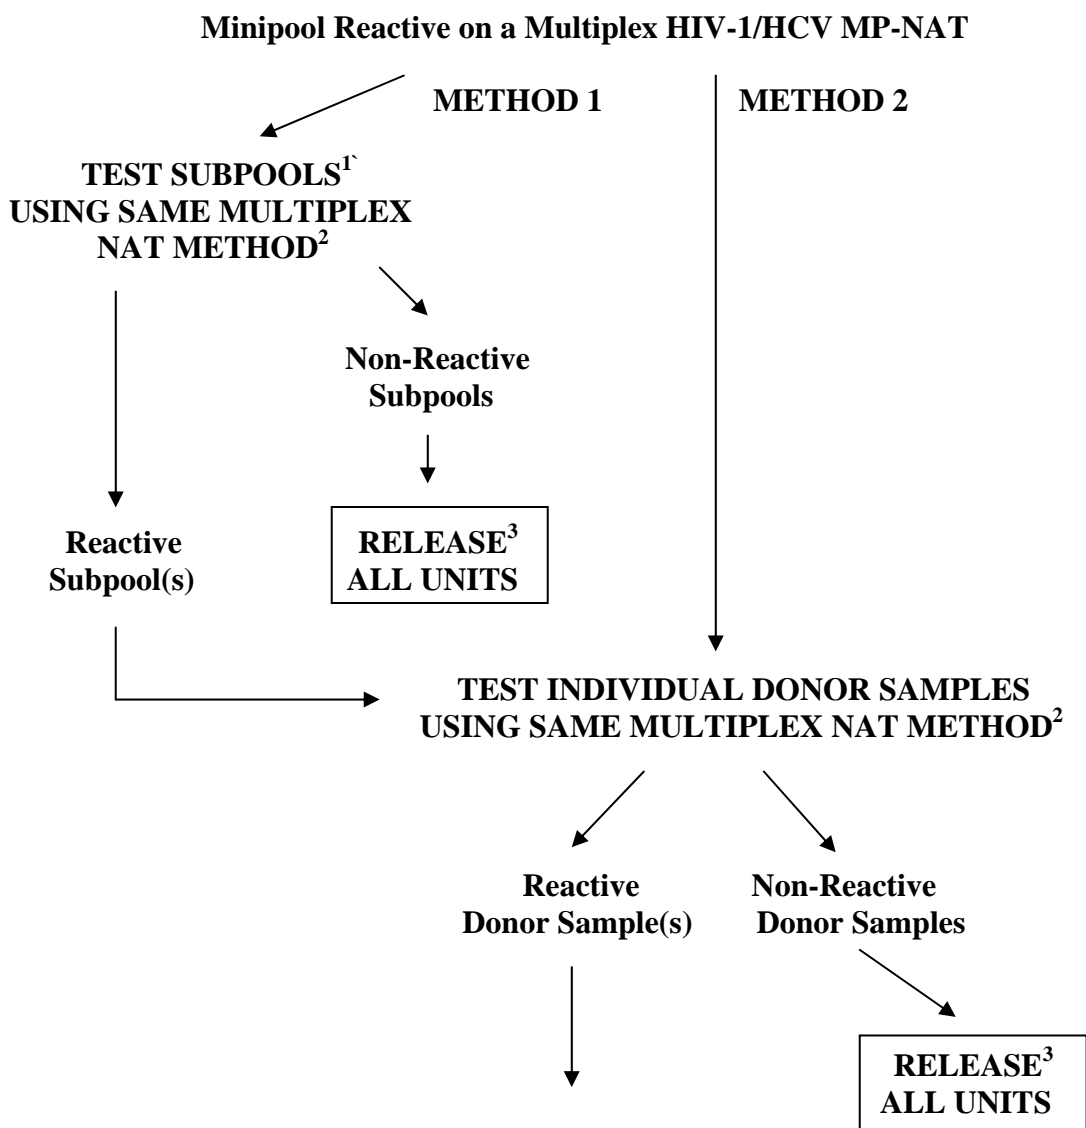 Minipool Reactive on a Multiplex HIV-1/HCV MP-NAT
METHOD 1
METHOD 2
TEST SUBPOOLS1`
USING SAME MULTIPLEX
NAT METHOD2
Non-Reactive
Subpools
Reactive
Subpool(s)
RELEASE3
ALL UNITS
TEST INDIVIDUAL DONOR SAMPLES
USING SAME MULTIPLEX NAT METHOD2
Reactive
Donor Sample(s)
Non-Reactive
Donor Samples
RELEASE3
ALL UNITS